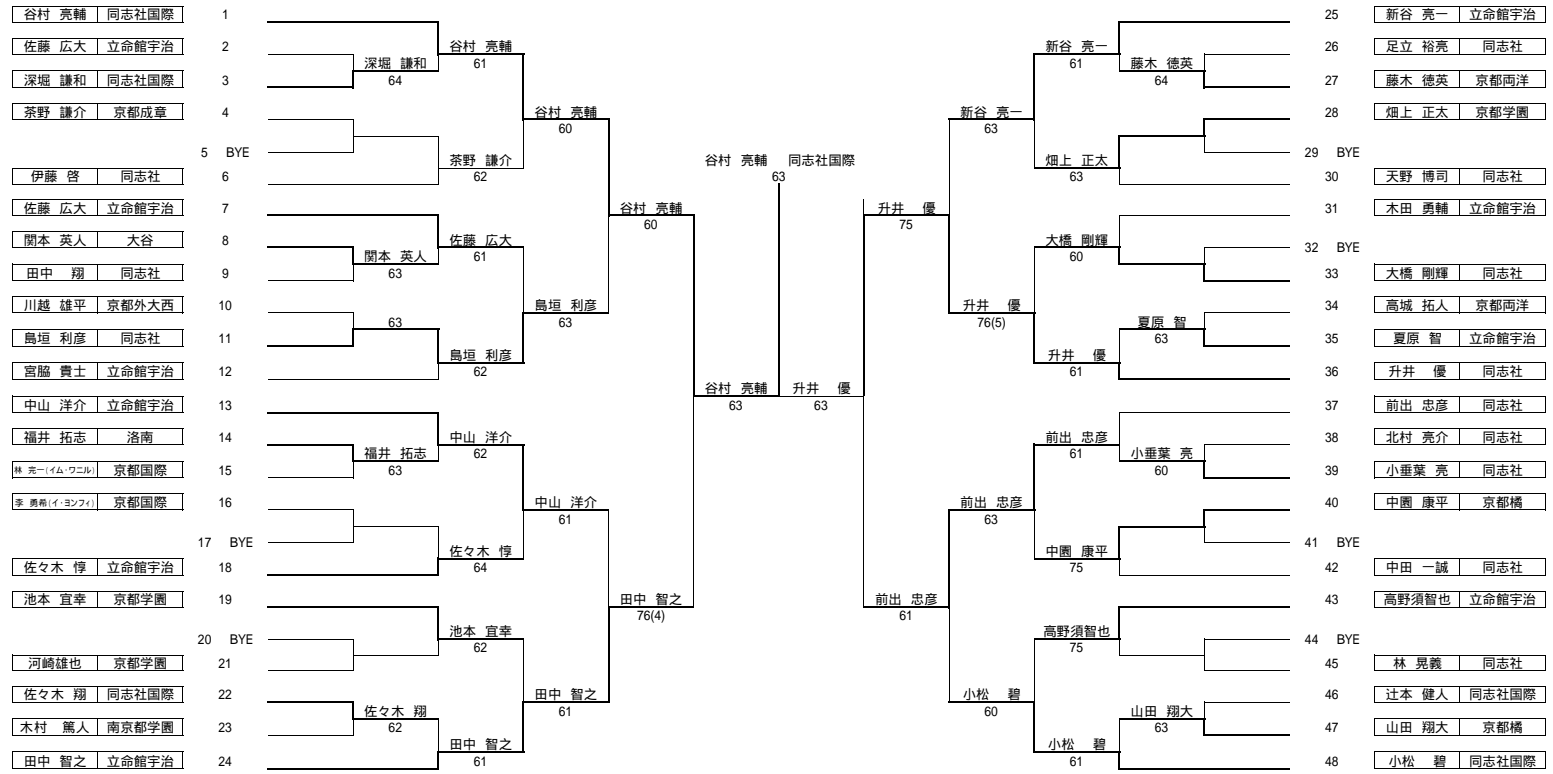 谷村 亮輔 同志社国際 1
佐藤 広大 立命館宇治 2
深堀 謙和 同志社国際 3
茶野 謙介 京都成章 4
5 BYE
伊藤 啓 同志社 6
佐藤 広大 立命館宇治 7
関本 英人 大谷 8
田中 翔 同志社 9
川越 雄平 京都外大西 10
島垣 利彦 同志社 11
宮脇 貴士 立命館宇治 12
中山 洋介 立命館宇治 13
福井 拓志 洛南 14
林 完一(イム・ワニル) 京都国際 15
李 勇希(イ・ヨンフィ) 京都国際 16
17 BYE
佐々木 惇 立命館宇治 18
池本 宜幸 京都学園 19
20 BYE
河崎雄也 京都学園 21
佐々木 翔 同志社国際 22
木村 篤人 南京都学園 23
田中 智之 立命館宇治 24
深堀 謙和
64
関本 英人
63
63
福井 拓志
63
佐々木 翔
62
谷村 亮輔
61
茶野 謙介
62
佐藤 広大
61
島垣 利彦
62
中山 洋介
62
佐々木 惇
64
池本 宜幸
62
田中 智之
61
谷村 亮輔
60
島垣 利彦
63
中山 洋介
61
田中 智之
61
谷村 亮輔
60
田中 智之
76(4)
谷村 亮輔
63
谷村 亮輔 同志社国際
63
升井 優
63
升井 優
75
前出 忠彦
61
新谷 亮一
63
升井 優
76(5)
前出 忠彦
63
小松 碧
60
新谷 亮一
61
畑上 正太
63
大橋 剛輝
60
升井 優
61
前出 忠彦
61
中園 康平
75
高野須智也
75
小松 碧
61
藤木 徳英
64
夏原 智
63
小垂葉 亮
60
山田 翔大
63
25 新谷 亮一 立命館宇治
26 足立 裕亮 同志社
27 藤木 徳英 京都両洋
28 畑上 正太 京都学園
29 BYE
30 天野 博司 同志社
31 木田 勇輔 立命館宇治
32 BYE
33 大橋 剛輝 同志社
34 高城 拓人 京都両洋
35 夏原 智 立命館宇治
36 升井 優 同志社
37 前出 忠彦 同志社
38 北村 亮介 同志社
39 小垂葉 亮 同志社
40 中園 康平 京都橘
41 BYE
42 中田 一誠 同志社
43 高野須智也 立命館宇治
44 BYE
45 林 晃義 同志社
46 辻本 健人 同志社国際
47 山田 翔大 京都橘
48 小松 碧 同志社国際